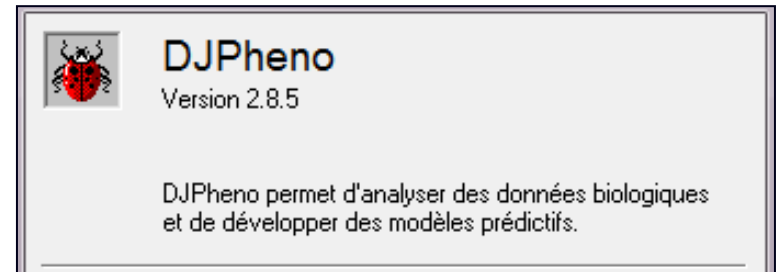 DJPheno
Version 2.8.5
DJPheno permet d'analyser des données biologiques
et de développer des modèles prédictifs.